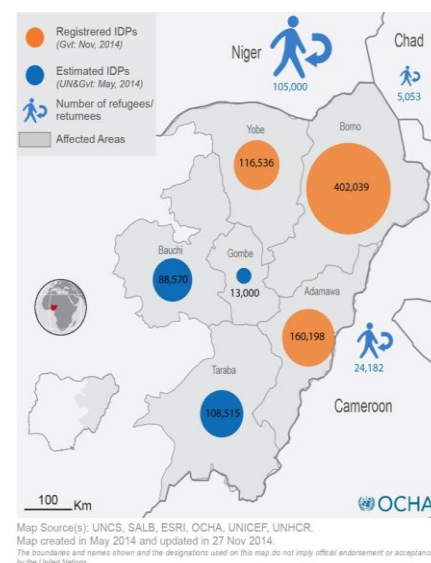 Registrered IDPs
(Gvt: Nov, 2014)
Estimated IDPs
(UN&Gvt: May, 2014)
Number of refugees/
returnees
Affected Areas
Niger
105,000
Chad
5,053
Yobe
116,536
Borno
402,039
Bauchi
88,570
Gombe
13,000
Adamawa
160,198
24,182
Taraba
108,515
Cameroon
100
Km
OCHA
Map Source(s): UNCS, SALB, ESRI, OCHA, UNICEF, UNHCR.
Map created in May 2014 and updated in 27 Nov 2014.
The boundaries and names shown and the designations used on this map do not imply official endorsement or acceptance
by the United Nations